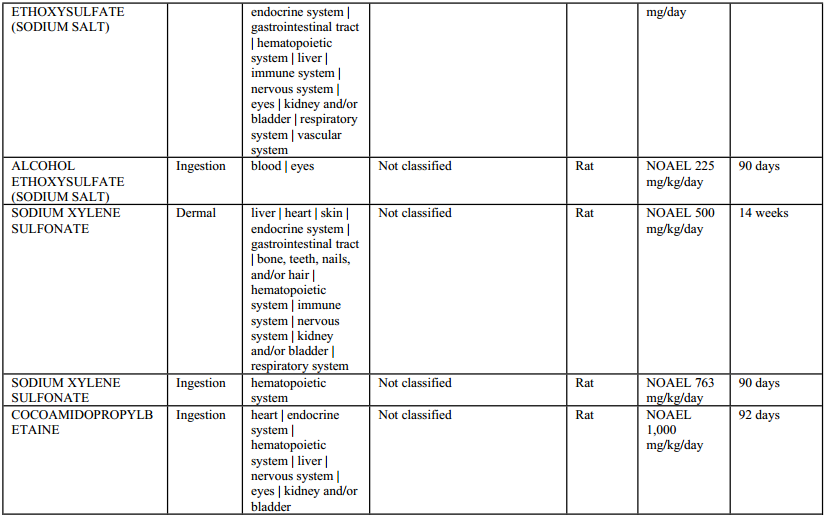 ETHOXYSULFATE
(SODIUM SALT)
endocrine system |
gastrointestinal tract
| hematopoietic
system | liver |
immune system |
nervous system |
eyes | kidney and/or
bladder | respiratory
system | vascular
system
mg/day
ALCOHOL
ETHOXYSULFATE
(SODIUM SALT)
Ingestion
blood | eyes
Not classified
Rat
NOAEL 225
mg/kg/day
90 days
SODIUM XYLENE
SULFONATE
Dermal
liver | heart | skin |
endocrine system |
gastrointestinal tract
| bone, teeth, nails,
and/or hair |
hematopoietic
system | immune
system | nervous
system | kidney
and/or bladder |
respiratory system
Not classified
Rat
NOAEL 500
mg/kg/day
14 weeks
SODIUM XYLENE
SULFONATE
Ingestion
hematopoietic
system
Not classified
Rat
NOAEL 763
mg/kg/day
90 days
COCOAMIDOPROPYLB
ETAINE
Ingestion
heart | endocrine
system |
hematopoietic
system | liver |
nervous system |
eyes | kidney and/or
bladder
Not classified
Rat
NOAEL
1,000
mg/kg/day
92 days